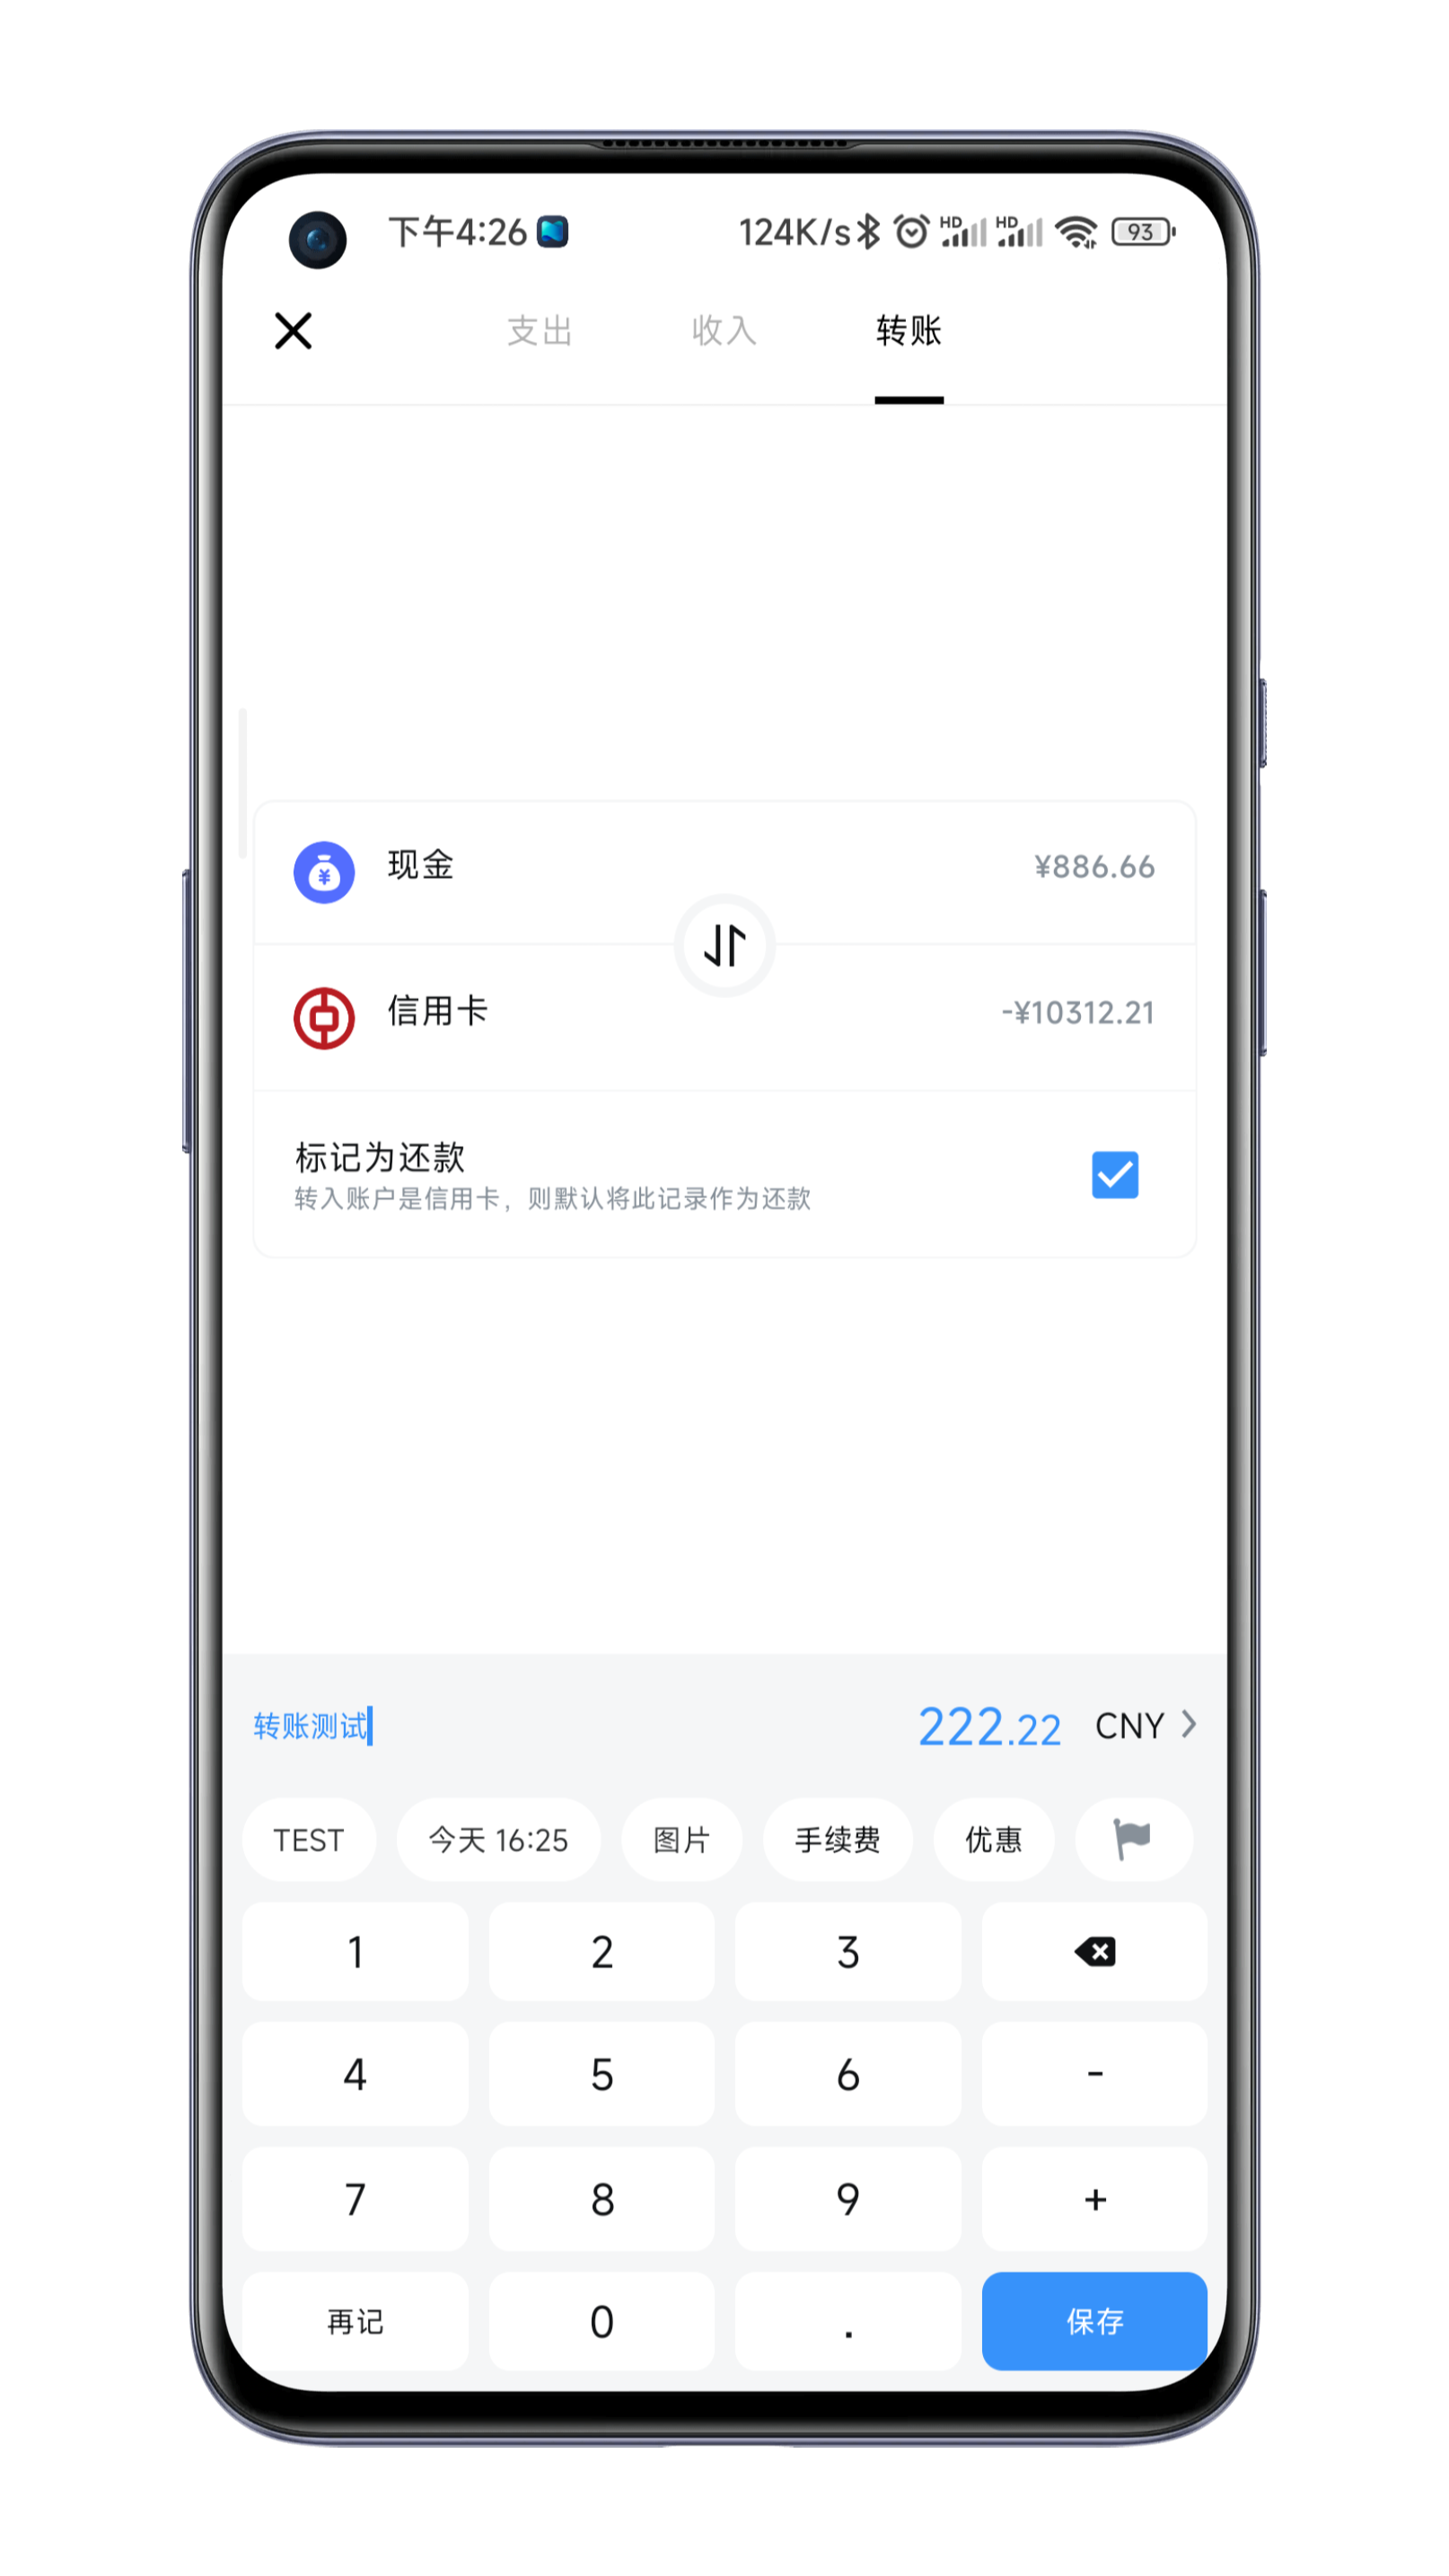 下午4:26
124K/s HD HD 93
支出 收入 转账
现金 ¥886.66
信用卡 -¥10312.21
标记为还款
转入账户是信用卡，则默认将此记录作为还款
转账测试 222.22 CNY
TEST 今天 16:25 图片 手续费 优惠
1 2 3
4 5 6 -
7 8 9 +
再记 0 . 保存